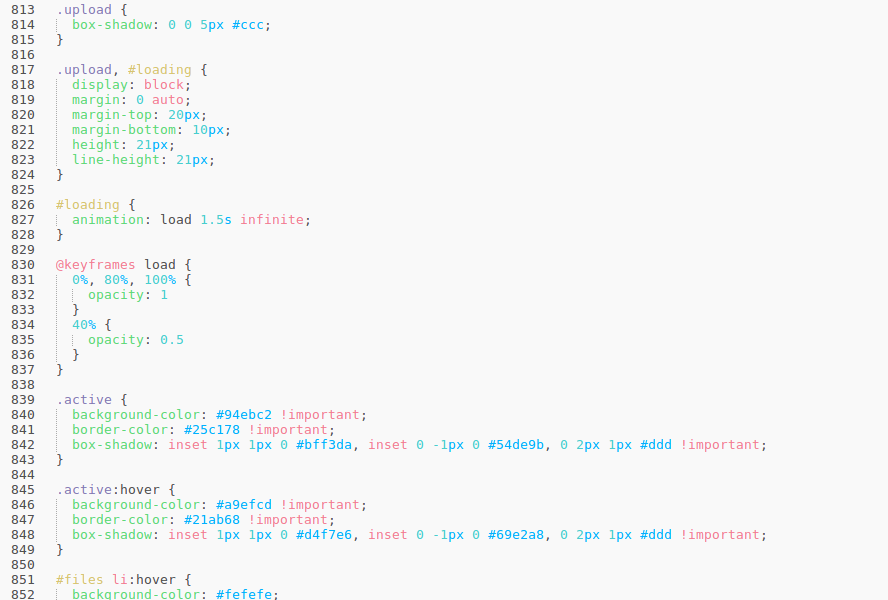 813 .upload {
814 box-shadow: 0 0 5px #ccc;
815 }
816
817 .upload, #loading {
818 display: block;
819 margin: 0 auto;
820 margin-top: 20px;
821 margin-bottom: 10px;
822 height: 21px;
823 line-height: 21px;
824 }
825
826 #loading {
827 animation: load 1.5s infinite;
828 }
829
830 @keyframes load {
831 0%, 80%, 100% {
832 opacity: 1
833 }
834 40% {
835 opacity: 0.5
836 }
837 }
838
839 .active {
840 background-color: #94ebc2 !important;
841 border-color: #25c178 !important;
842 box-shadow: inset 1px 1px 0 #bff3da, inset 0 -1px 0 #54de9b, 0 2px 1px #ddd !important;
843 }
844
845 .active:hover {
846 background-color: #a9efcd !important;
847 border-color: #21ab68 !important;
848 box-shadow: inset 1px 1px 0 #d4f7e6, inset 0 -1px 0 #69e2a8, 0 2px 1px #ddd !important;
849 }
850
851 #files li:hover {
852 background-color: #fefefe;